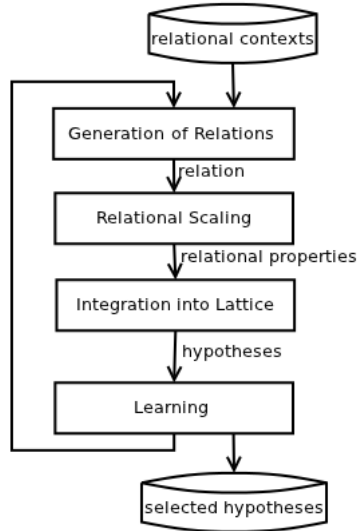 relational contexts
Generation of Relations
relation
Relational Scaling
relational properties
Integration into Lattice
hypotheses
Learning
selected hypotheses